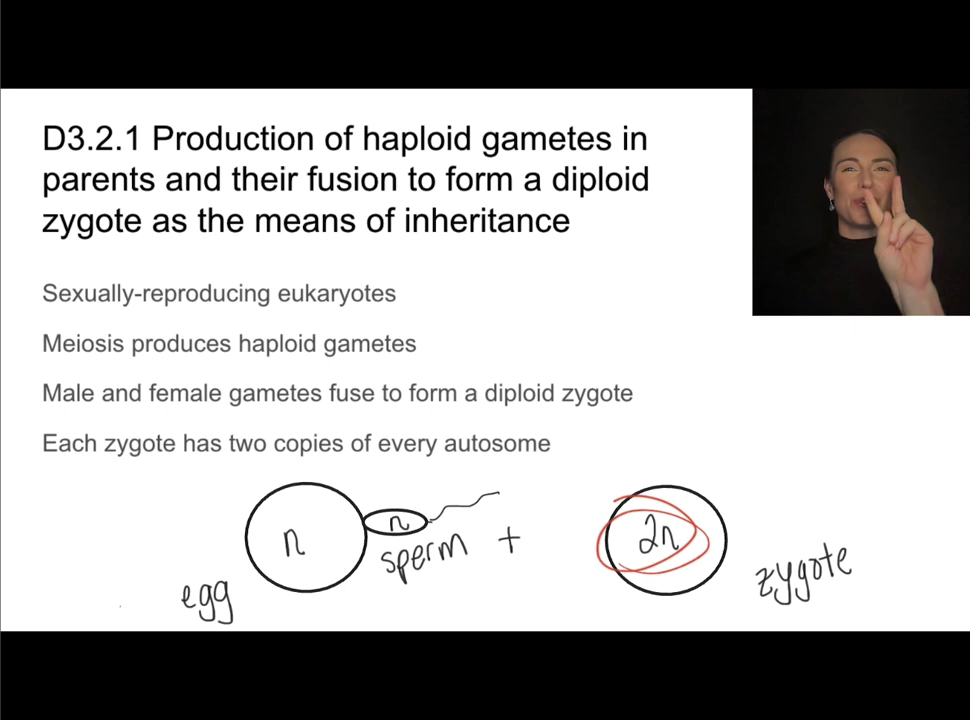 D3.2.1 Production of haploid gametes in
parents and their fusion to form a diploid
zygote as the means of inheritance
Sexually-reproducing eukaryotes
Meiosis produces haploid gametes
Male and female gametes fuse to form a diploid zygote
Each zygote has two copies of every autosome
n n 2n
sperm +
egg zygote